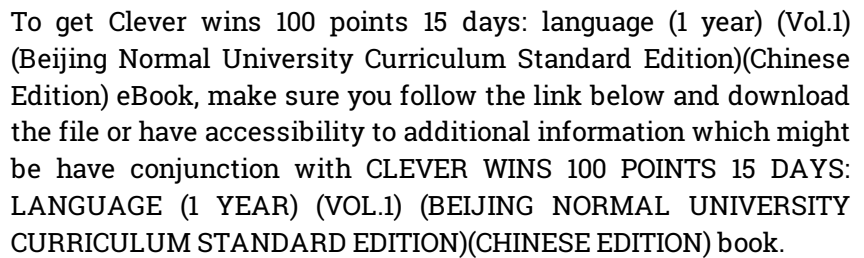 To get Clever wins 100 points 15 days: language (1 year) (Vol.1)
(Beijing Normal University Curriculum Standard Edition)(Chinese
Edition) eBook, make sure you follow the link below and download
the file or have accessibility to additional information which might
be have conjunction with CLEVER WINS 100 POINTS 15 DAYS:
LANGUAGE (1 YEAR) (VOL.1) (BEIJING NORMAL UNIVERSITY
CURRICULUM STANDARD EDITION)(CHINESE EDITION) book.